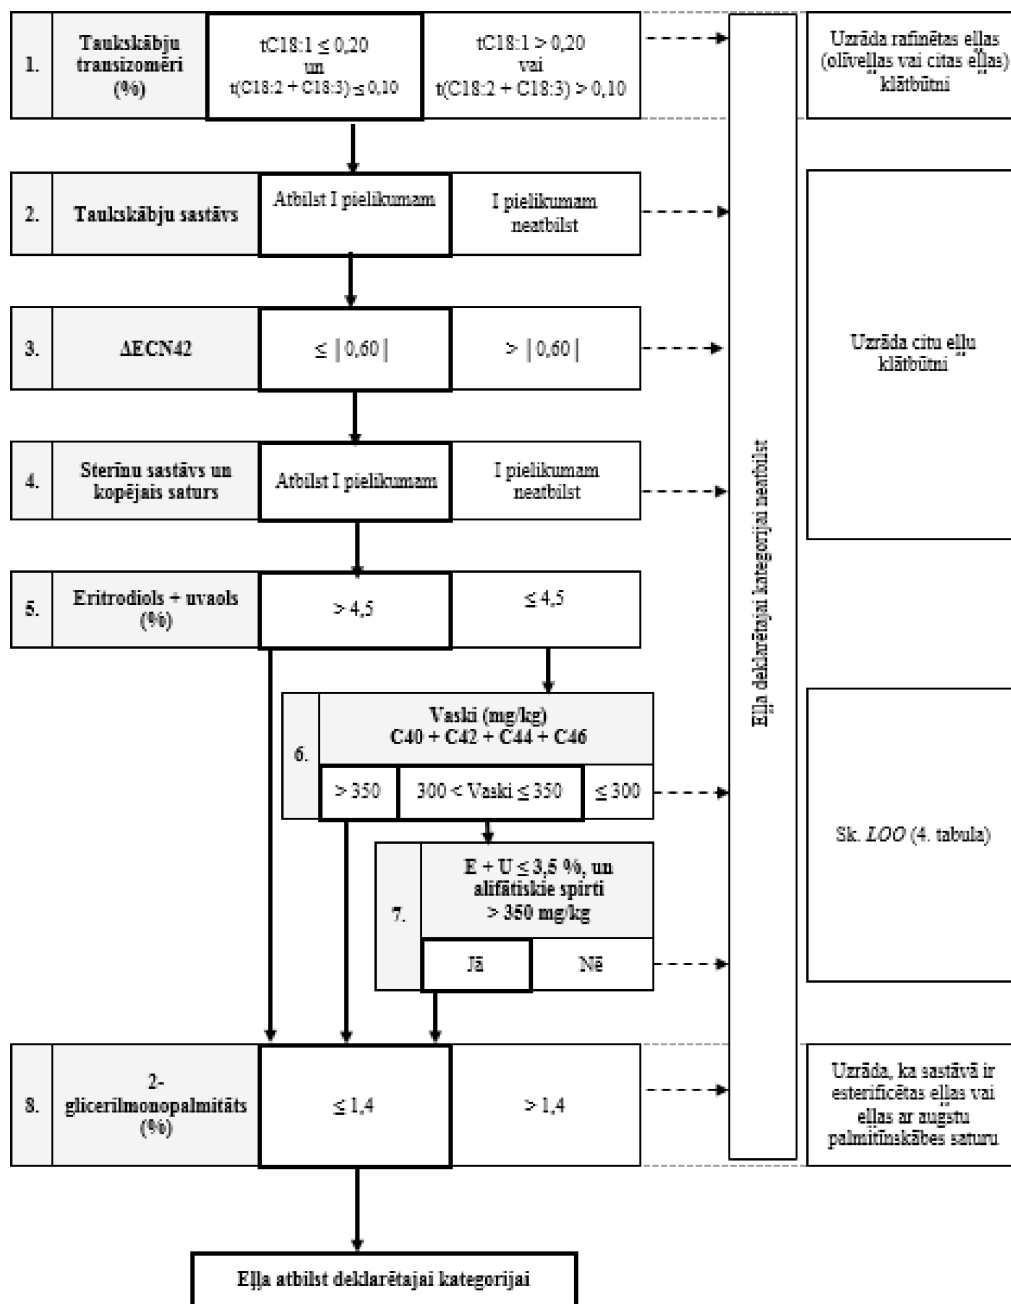 1.
Taukskābju
transizomēri
(%)
tC18:1 ≤ 0,20
un
t(C18:2 + C18:3) ≤ 0,10
tC18:1 > 0,20
vai
t(C18:2 + C18:3) > 0,10
Uzrāda rafinētas eļļas
(olīveļļas vai citas eļļas)
klātbūtni
2.
Taukskābju sastāvs
Atbilst I pielikumam
I pielikumam
neatbilst
3.
ΔECN42
≤ | 0,60 |
> | 0,60 |
Uzrāda citu eļļu
klātbūtni
4.
Sterīnu sastāvs un
kopējais saturs
Atbilst I pielikumam
I pielikumam
neatbilst
5.
Eritrodiols + uvaols
(%)
> 4,5
≤ 4,5
Eļļa deklarētajai kategorijai neatbilst
6.
Vaski (mg/kg)
C40 + C42 + C44 + C46
> 350
300 < Vaski ≤ 350
≤ 300
Sk. LOO (4. tabula)
7.
E + U ≤ 3,5 %, un
alifātiskie spirti
> 350 mg/kg
Jā
Nē
8.
2-
glicerilmonopalmitāts
(%)
≤ 1,4
> 1,4
Uzrāda, ka sastāvā ir
esterificētas eļļas vai
eļļas ar augstu
palmitīnskābes saturu
Eļļa atbilst deklarētajai kategorijai